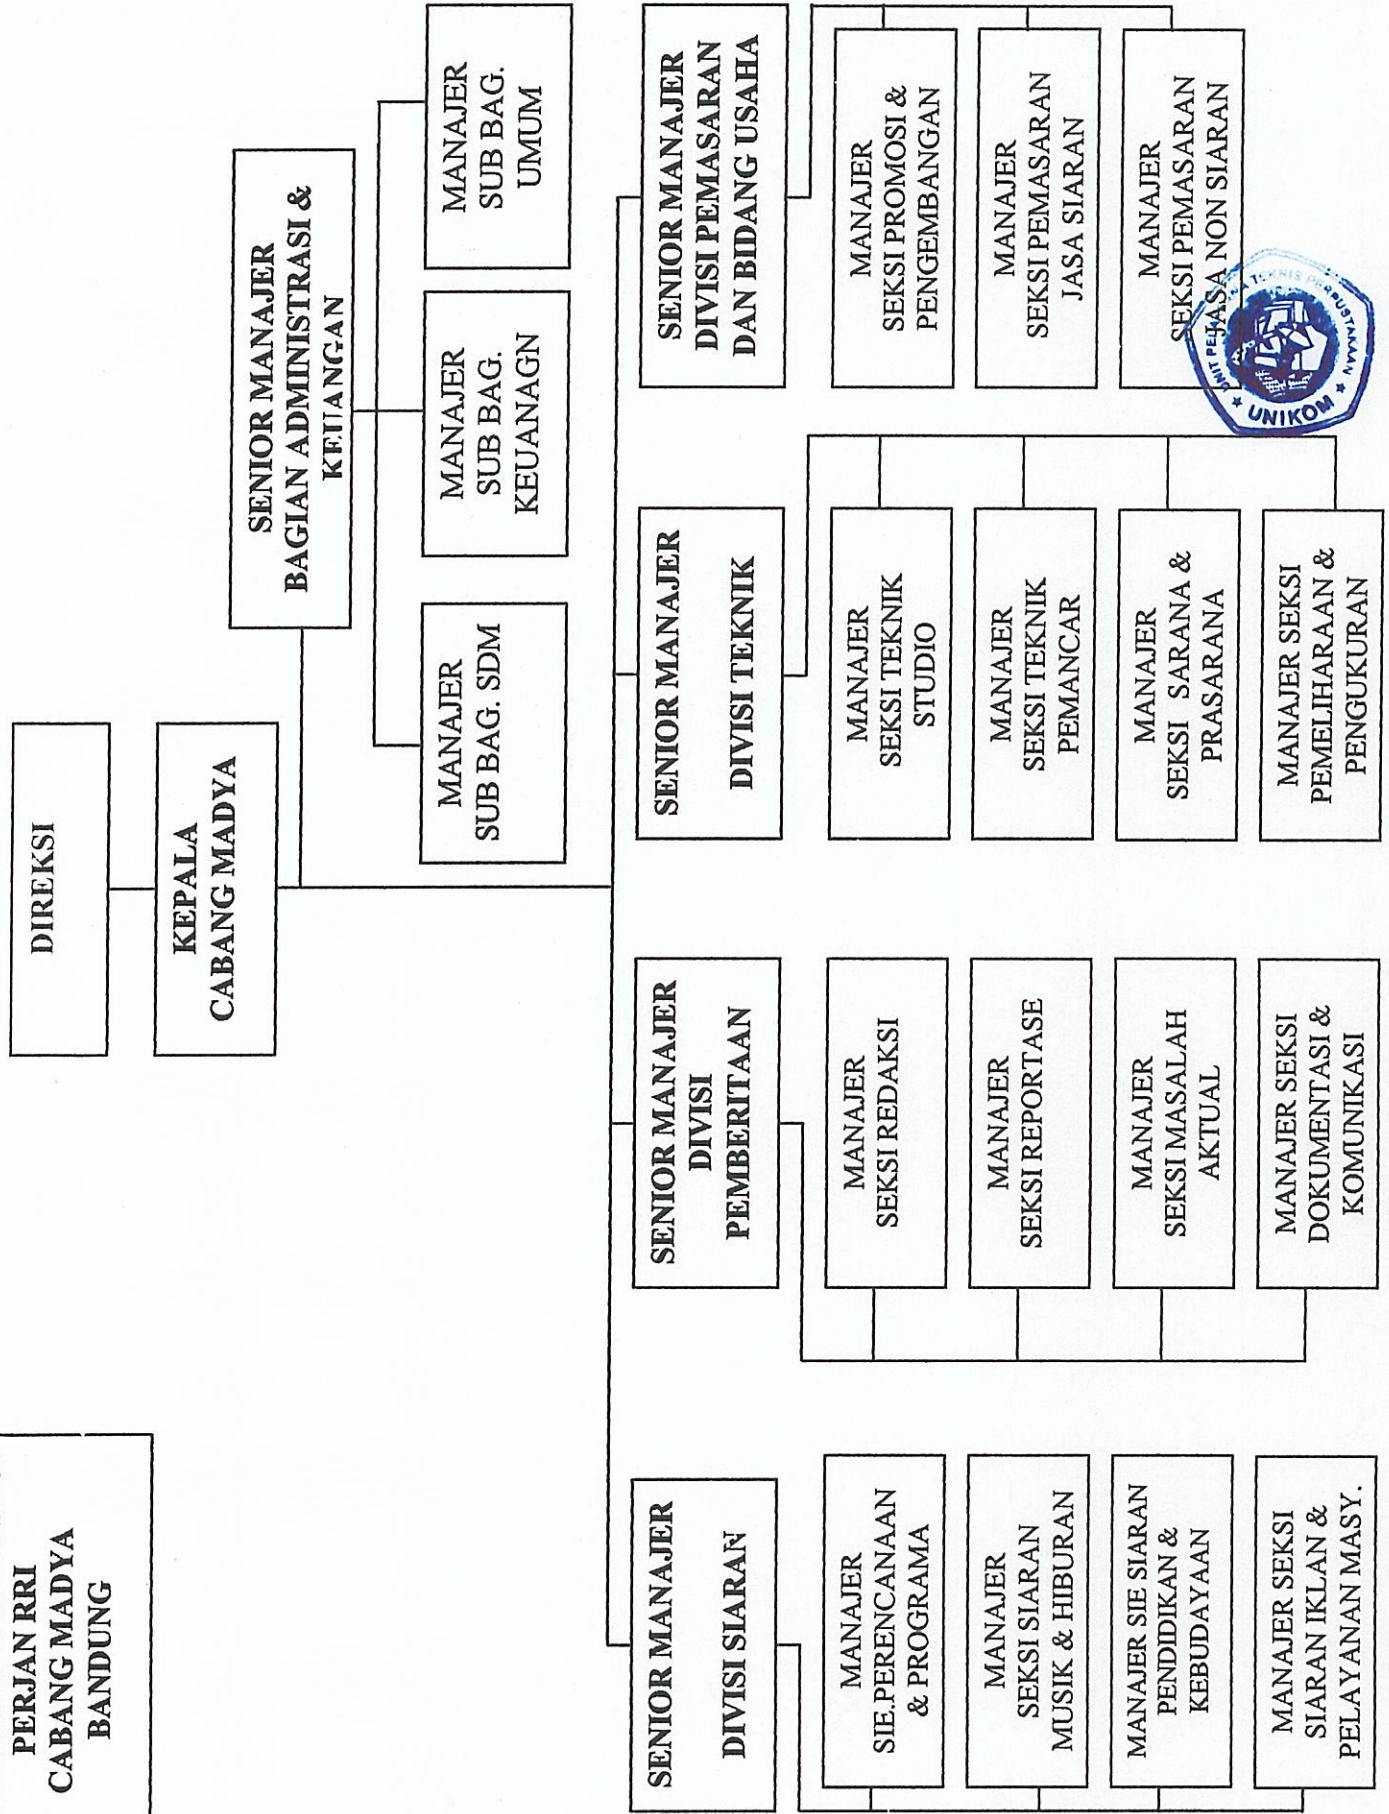 PERJAN RRI
CABANG MADYA
BANDUNG
DIREKSI
KEPALA
CABANG MADYA
SENIOR MANAJER
BAGIAN ADMINISTRASI &
KEUANGAN
MANAJER
SUB BAG. SDM
MANAJER
SUB BAG.
KEUANAGN
MANAJER
SUB BAG.
UMUM
SENIOR MANAJER
DIVISI SIARAN
MANAJER
SIE.PERENCANAAN
& PROGRAMA
MANAJER
SEKSI SIARAN
MUSIK & HIBURAN
MANAJER SIE SIARAN
PENDIDIKAN &
KEBUDAYAAN
MANAJER SEKSI
SIARAN IKLAN &
PELAYANAN MASY.
SENIOR MANAJER
DIVISI
PEMBERITAAN
MANAJER
SEKSI REDAKSI
MANAJER
SEKSI REPORTASE
MANAJER
SEKSI MASALAH
AKTUAL
MANAJER SEKSI
DOKUMENTASI &
KOMUNIKASI
SENIOR MANAJER
DIVISI TEKNIK
MANAJER
SEKSI TEKNIK
STUDIO
MANAJER
SEKSI TEKNIK
PEMANCAR
MANAJER
SEKSI SARANA &
PRASARANA
MANAJER SEKSI
PEMELIHARAAN &
PENGUKURAN
SENIOR MANAJER
DIVISI PEMASARAN
DAN BIDANG USAHA
MANAJER
SEKSI PROMOSI &
PENGEMBANGAN
MANAJER
SEKSI PEMASARAN
JASA SIARAN
MANAJER
SEKSI PEMASARAN
JASA NON SIARAN
UNIT TEKNIS PERPUSTAKAAN
UNIKOM